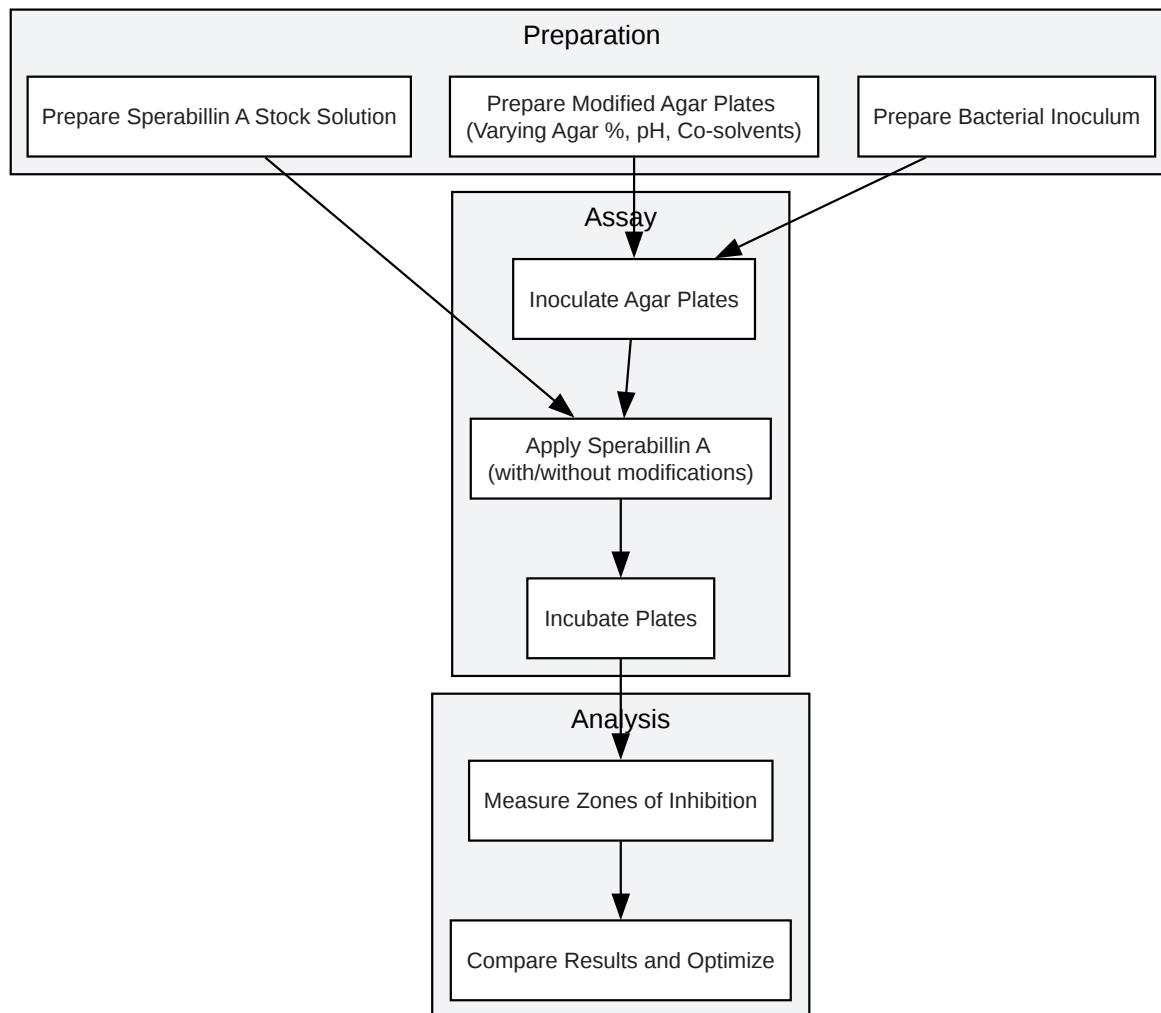 Preparation
Prepare Sperabillin A Stock Solution
Prepare Modified Agar Plates
(Varying Agar %, pH, Co-solvents)
Prepare Bacterial Inoculum
Assay
Inoculate Agar Plates
Apply Sperabillin A
(with/without modifications)
Incubate Plates
Analysis
Measure Zones of Inhibition
Compare Results and Optimize